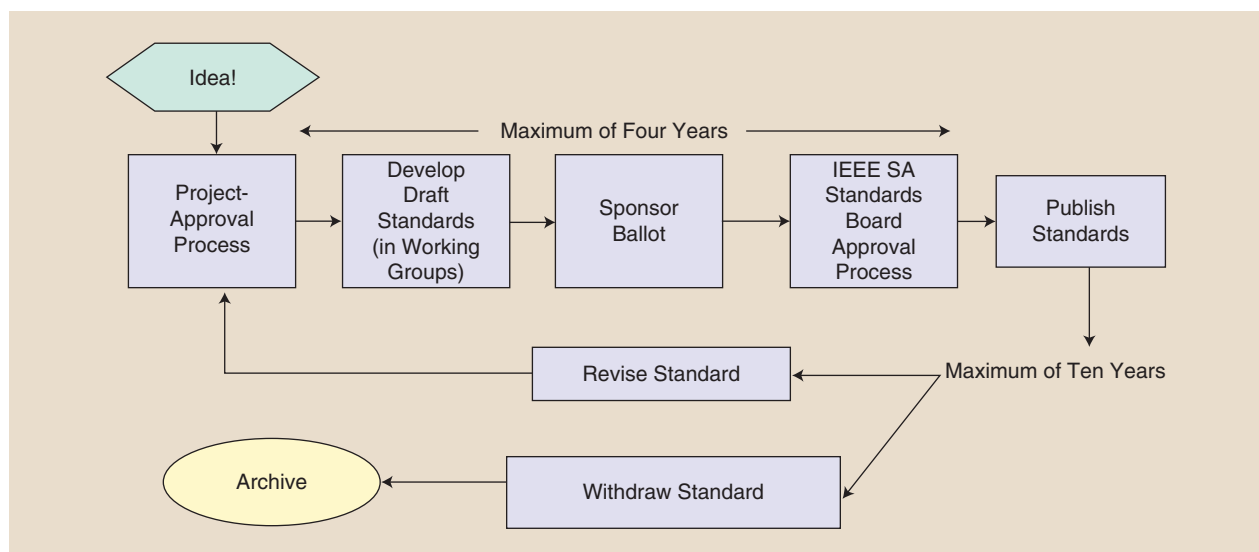 Idea!
Maximum of Four Years
Project-
Approval
Process
Develop
Draft
Standards
(in Working
Groups)
Sponsor
Ballot
IEEE SA
Standards
Board
Approval
Process
Publish
Standards
Revise Standard
Maximum of Ten Years
Archive
Withdraw Standard